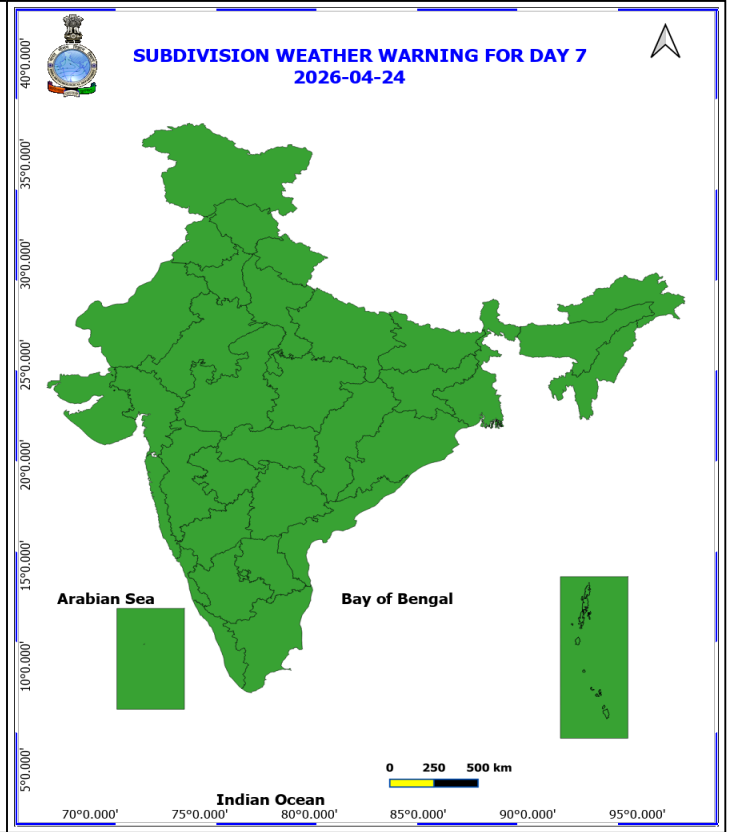 SUBDIVISION WEATHER WARNING FOR DAY 7
2026-04-24
40°0.000'
35°0.000'
30°0.000'
25°0.000'
20°0.000'
15°0.000'
10°0.000'
5°0.000'
Arabian Sea
Bay of Bengal
0 250 500 km
Indian Ocean
70°0.000' 75°0.000' 80°0.000' 85°0.000' 90°0.000' 95°0.000'